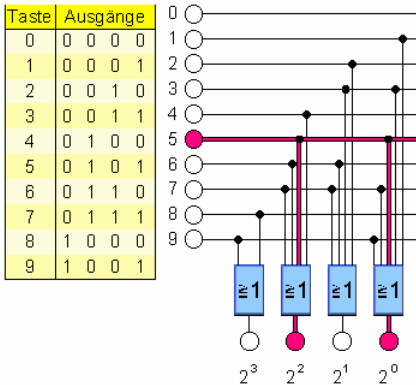 Taste Ausgänge
0 0 0 0 0
1 0 0 0 1
2 0 0 1 0
3 0 0 1 1
4 0 1 0 0
5 0 1 0 1
6 0 1 1 0
7 0 1 1 1
8 1 0 0 0
9 1 0 0 1
0
1
2
3
4
5
6
7
8
9
≥1 ≥1 ≥1 ≥1
2³ 2² 2¹ 2⁰